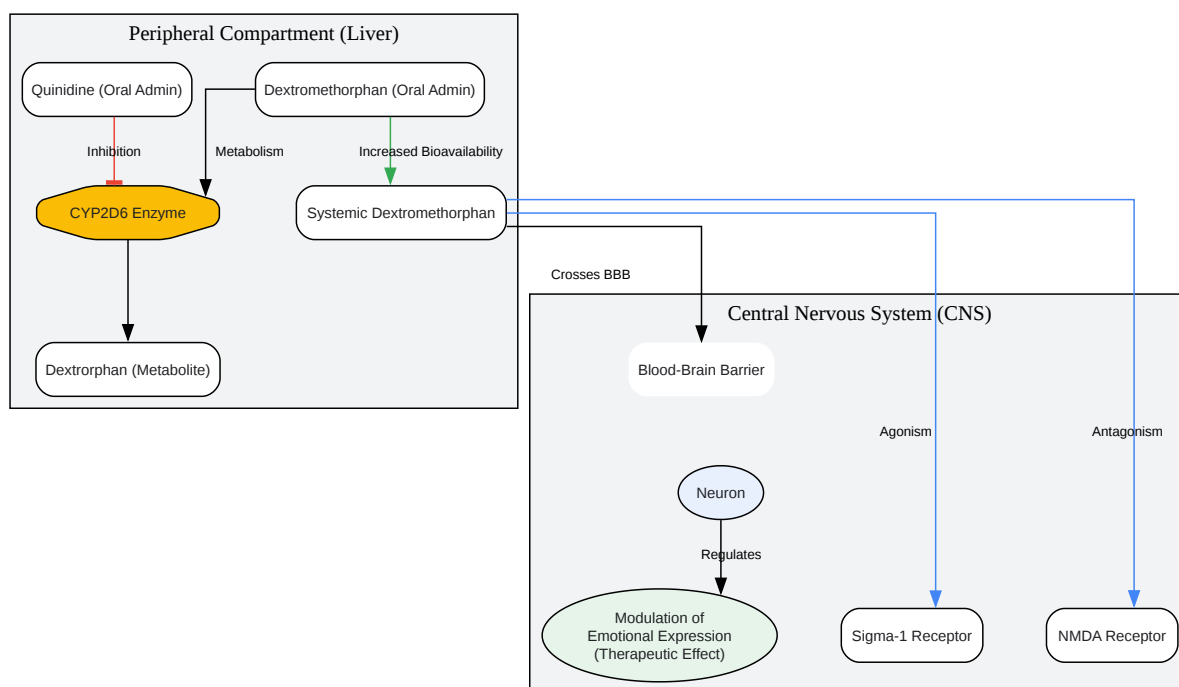 Peripheral Compartment (Liver)
Quinidine (Oral Admin)
Dextromethorphan (Oral Admin)
Inhibition
Metabolism
Increased Bioavailability
CYP2D6 Enzyme
Systemic Dextromethorphan
Crosses BBB
Central Nervous System (CNS)
Dextrorphan (Metabolite)
Blood-Brain Barrier
Agonism
Antagonism
Neuron
Regulates
Modulation of
Emotional Expression
(Therapeutic Effect)
Sigma-1 Receptor
NMDA Receptor